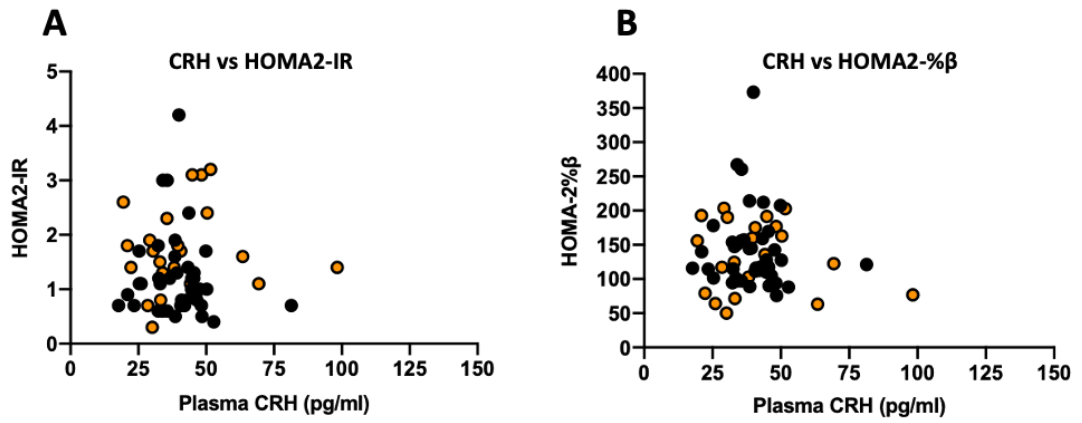 A
CRH vs HOMA2-IR
5
4
3
2
1
0
HOMA2-IR
0 25 50 75 100 125 150
Plasma CRH (pg/ml)
B
CRH vs HOMA2-%β
400
350
300
250
200
150
100
50
0
HOMA-2%β
0 25 50 75 100 125 150
Plasma CRH (pg/ml)